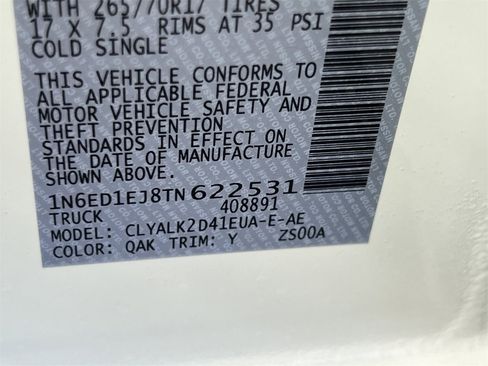 WITH 265/70R17 TIRES
17 X 7.5 RIMS AT 35 PSI
COLD SINGLE
THIS VEHICLE CONFORMS TO
ALL APPLICABLE FEDERAL
MOTOR VEHICLE SAFETY AND
THEFT PREVENTION
STANDARDS IN EFFECT ON
THE DATE OF MANUFACTURE
SHOWN ABOVE.
1N6ED1EJ8TN622531
TRUCK 408891
MODEL: CLYALK2D41EUA-E-AE
COLOR: QAK TRIM: Y ZS00A